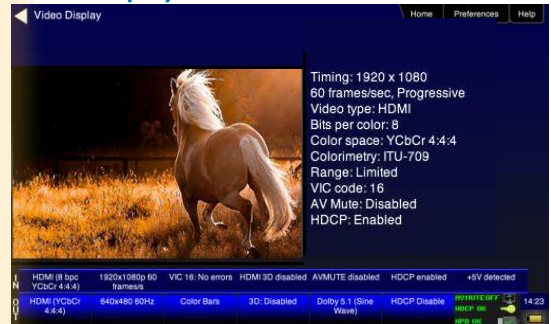 Video Display
Home
Preferences
Help
Timing: 1920 x 1080
60 frames/sec, Progressive
Video type: HDMI
Bits per color: 8
Color space: YCbCr 4:4:4
Colorimetry: ITU-709
Range: Limited
VIC code: 16
AV Mute: Disabled
HDCP: Enabled
IN
HDMI (8 bpc
YCbCr 4:4:4)
1920x1080p 60
frames/s
VIC 16: No errors
HDMI 3D disabled
AVMUTE disabled
HDCP enabled
+5V detected
OUT
HDMI (YCbCr
4:4:4)
640x480 60Hz
Color Bars
3D: Disabled
Dolby 5.1 (Sine
Wave)
HDCP Disable
AVMUTE OFF
HDCP OK
HPD OK
14:23